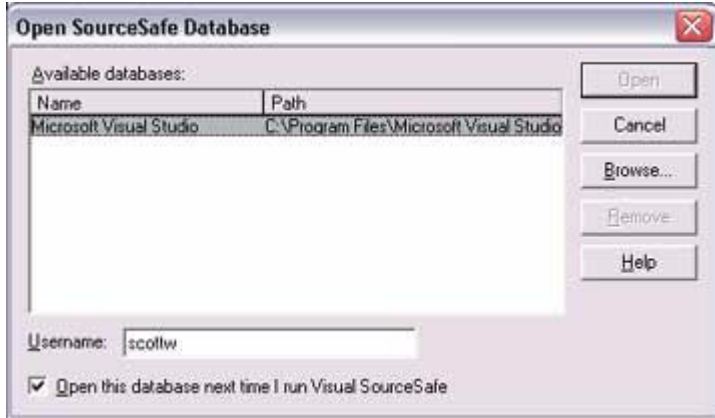 Open SourceSafe Database
Available databases:
Name Path
Microsoft Visual Studio C:\Program Files\Microsoft Visual Studio
Open
Cancel
Browse...
Remove
Help
Username: scottw
Open this database next time I run Visual SourceSafe